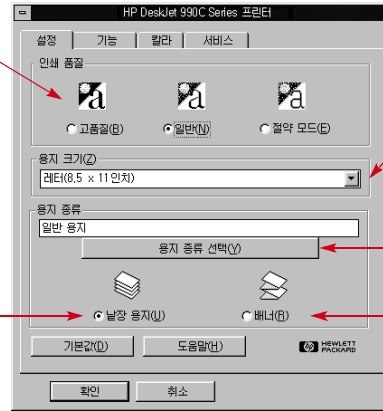 HP DeskJet 990C Series 프린터
설정 기능 칼라 서비스
인쇄 품질
고품질(B) 일반(N) 절약 모드(E)
용지 크기(Z)
레터(8.5 x 11인치)
용지 종류
일반 용지
용지 종류 선택(Y)
낱장 용지(U) 배너(R)
기본값(D) 도움말(H) hp HEWLETT PACKARD
확인 취소